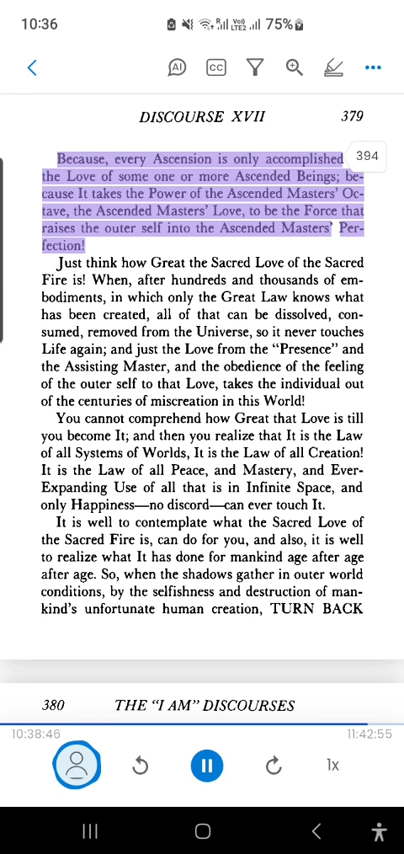 10:36
75%
AI
CC
DISCOURSE XVII 379
394
Because, every Ascension is only accomplished
the Love of some one or more Ascended Beings; be-
cause It takes the Power of the Ascended Masters' Oc-
tave, the Ascended Masters' Love, to be the Force that
raises the outer self into the Ascended Masters' Per-
fection!
Just think how Great the Sacred Love of the Sacred
Fire is! When, after hundreds and thousands of em-
bodiments, in which only the Great Law knows what
has been created, all of that can be dissolved, con-
sumed, removed from the Universe, so it never touches
Life again; and just the Love from the “Presence” and
the Assisting Master, and the obedience of the feeling
of the outer self to that Love, takes the individual out
of the centuries of miscreation in this World!
You cannot comprehend how Great that Love is till
you become It; and then you realize that It is the Law
of all Systems of Worlds, It is the Law of all Creation!
It is the Law of all Peace, and Mastery, and Ever-
Expanding Use of all that is in Infinite Space, and
only Happiness—no discord—can ever touch It.
It is well to contemplate what the Sacred Love of
the Sacred Fire is, can do for you, and also, it is well
to realize what It has done for mankind age after age
after age. So, when the shadows gather in outer world
conditions, by the selfishness and destruction of man-
kind's unfortunate human creation, TURN BACK
380 THE “I AM” DISCOURSES
10:38:46 11:42:55
1x